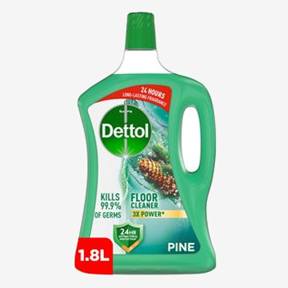 24 HOURS
LONG-LASTING FRAGRANCE
Dettol
KILLS
99.9%
OF GERMS
FLOOR
CLEANER
3X POWER*
24HR
1.8L
PINE